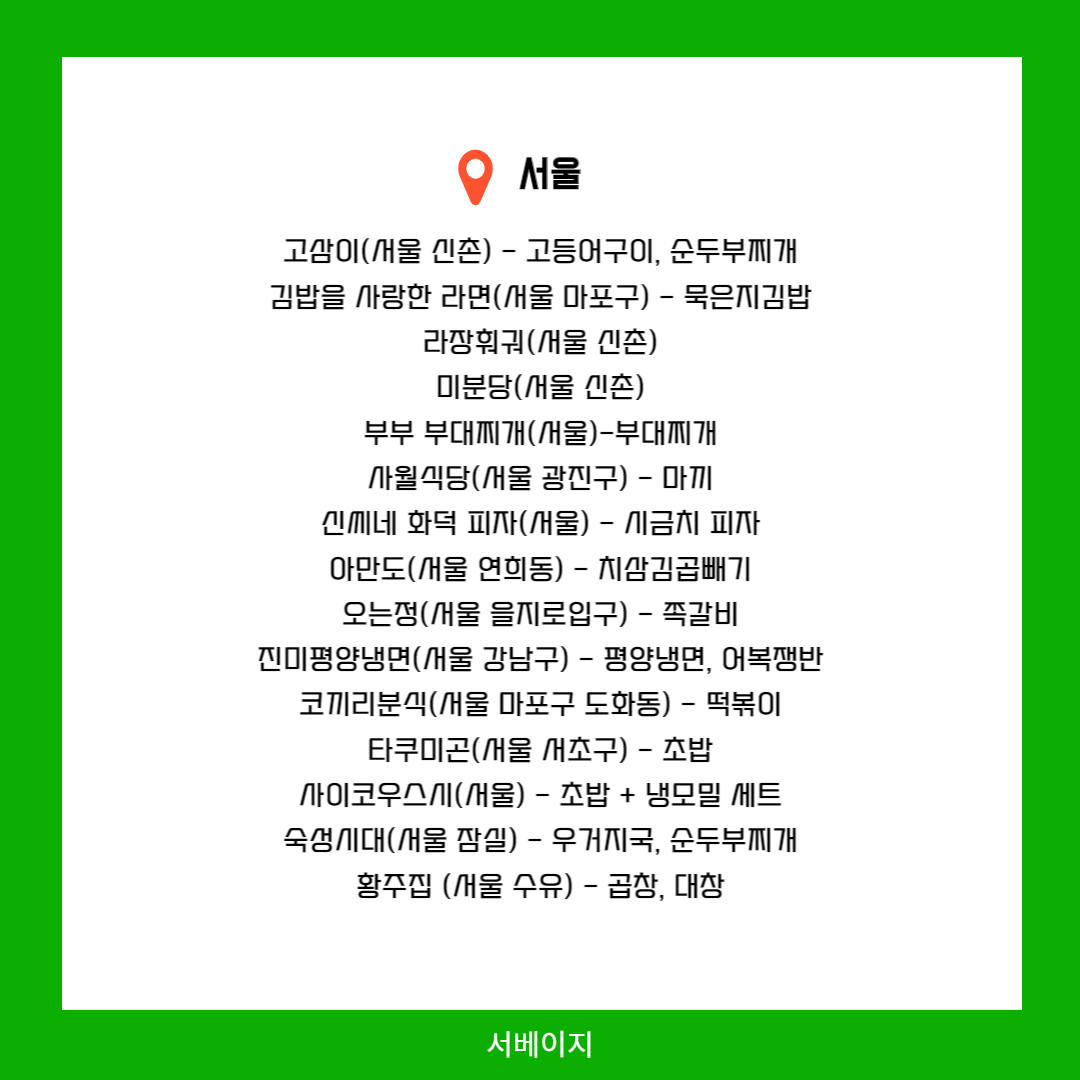 서울
고삼이(서울 신촌) - 고등어구이, 순두부찌개
김밥을 사랑한 라면(서울 마포구) - 묵은지김밥
라장훠궈(서울 신촌)
미분당(서울 신촌)
부부 부대찌개(서울)-부대찌개
사월식당(서울 광진구) - 마끼
신씨네 화덕 피자(서울) - 시금치 피자
아만도(서울 연희동) - 치삼김곱빼기
오는정(서울 을지로입구) - 쪽갈비
진미평양냉면(서울 강남구) - 평양냉면, 어복쟁반
코끼리분식(서울 마포구 도화동) - 떡볶이
타쿠미곤(서울 서초구) - 초밥
사이코우스시(서울) - 초밥 + 냉모밀 세트
숙성시대(서울 잠실) - 우거지국, 순두부찌개
황주집 (서울 수유) - 곱창, 대창
서베이지